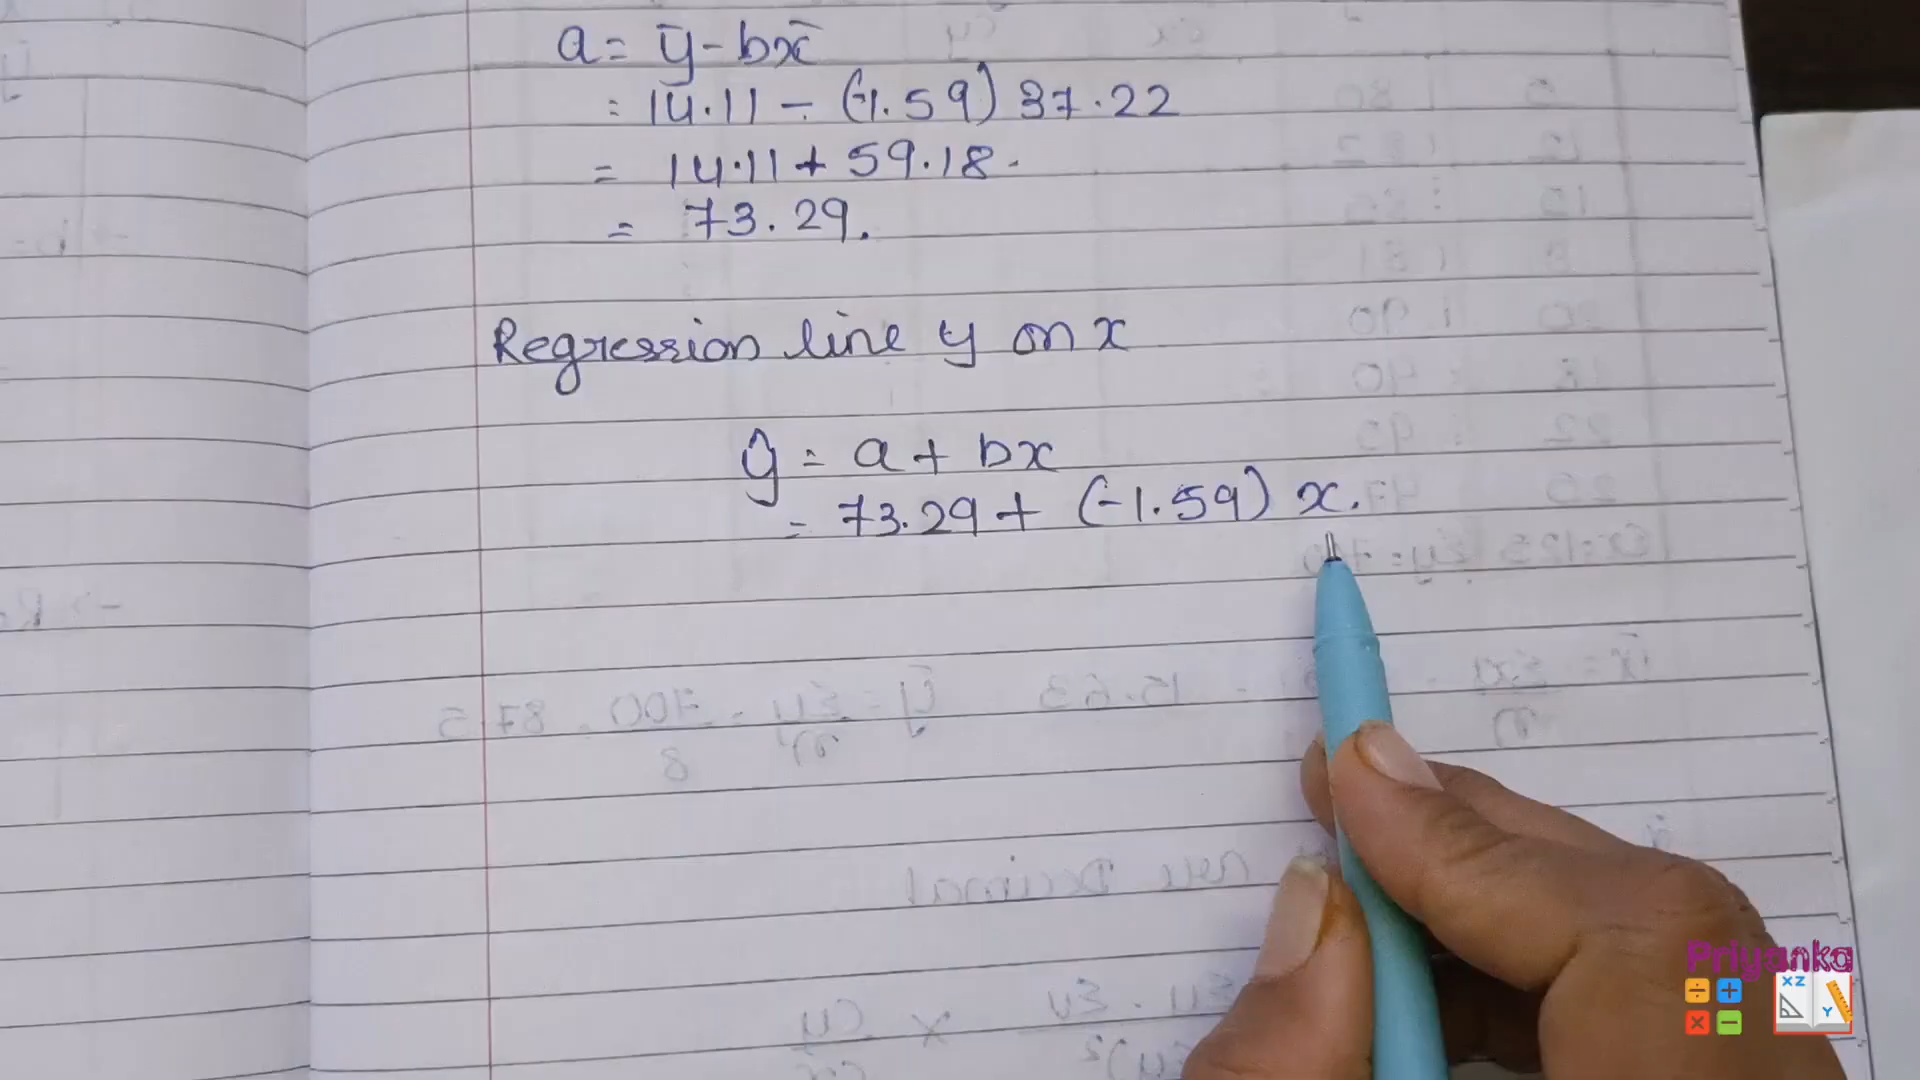 a = ȳ - bx̄
= 14.11 - (-1.59) 37.22
= 14.11 + 59.18.
= 73.29.
Regression line y on x
ŷ = a + bx
= 73.29 + (-1.59) x.
Priyanka